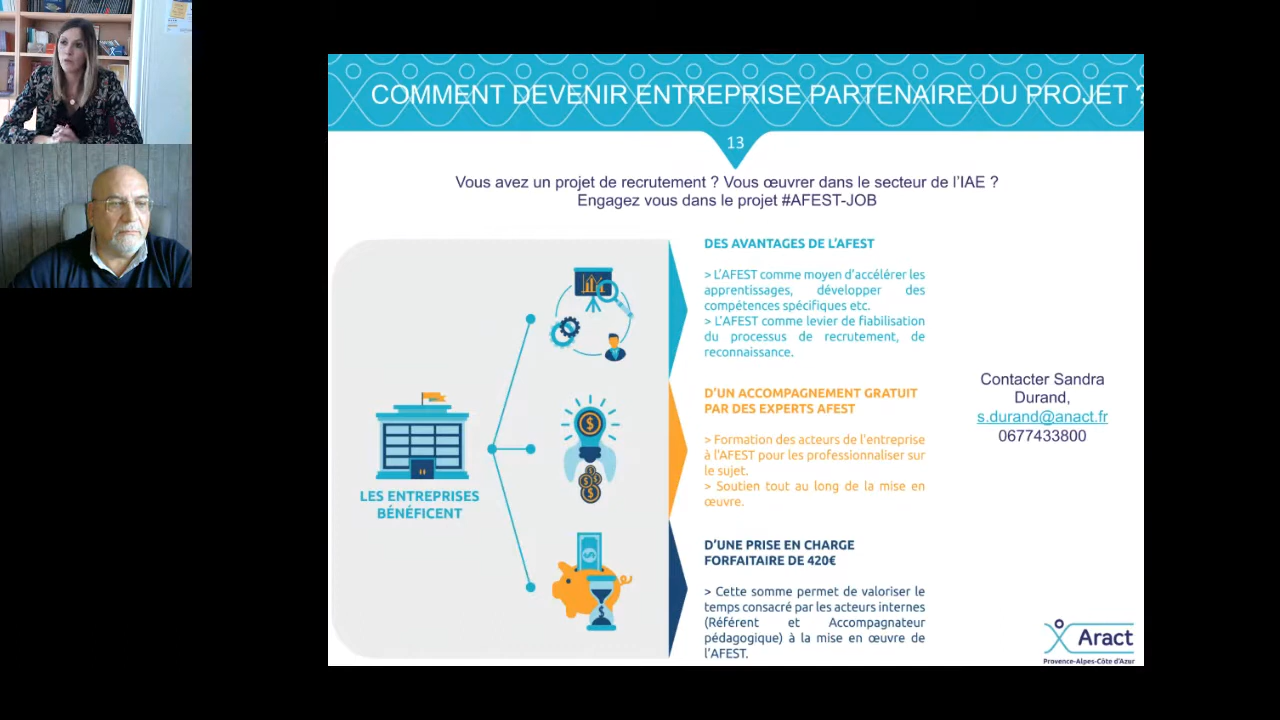 COMMENT DEVENIR ENTREPRISE PARTENAIRE DU PROJET ?
13
Vous avez un projet de recrutement ? Vous œuvrer dans le secteur de l'IAE ?
Engagez vous dans le projet #AFEST-JOB
LES ENTREPRISES
BÉNÉFICENT
DES AVANTAGES DE L'AFEST
> L'AFEST comme moyen d'accélérer les
apprentissages, développer des
compétences spécifiques etc.
> L'AFEST comme levier de fiabilisation
du processus de recrutement, de
reconnaissance.
D'UN ACCOMPAGNEMENT GRATUIT
PAR DES EXPERTS AFEST
> Formation des acteurs de l'entreprise
à l'AFEST pour les professionnaliser sur
le sujet.
> Soutien tout au long de la mise en
œuvre.
D'UNE PRISE EN CHARGE
FORFAITAIRE DE 420€
> Cette somme permet de valoriser le
temps consacré par les acteurs internes
(Référent et Accompagnateur
pédagogique) à la mise en œuvre de
l'AFEST.
Contacter Sandra
Durand,
s.durand@anact.fr
0677433800
Aract
Provence-Alpes-Côte d'Azur